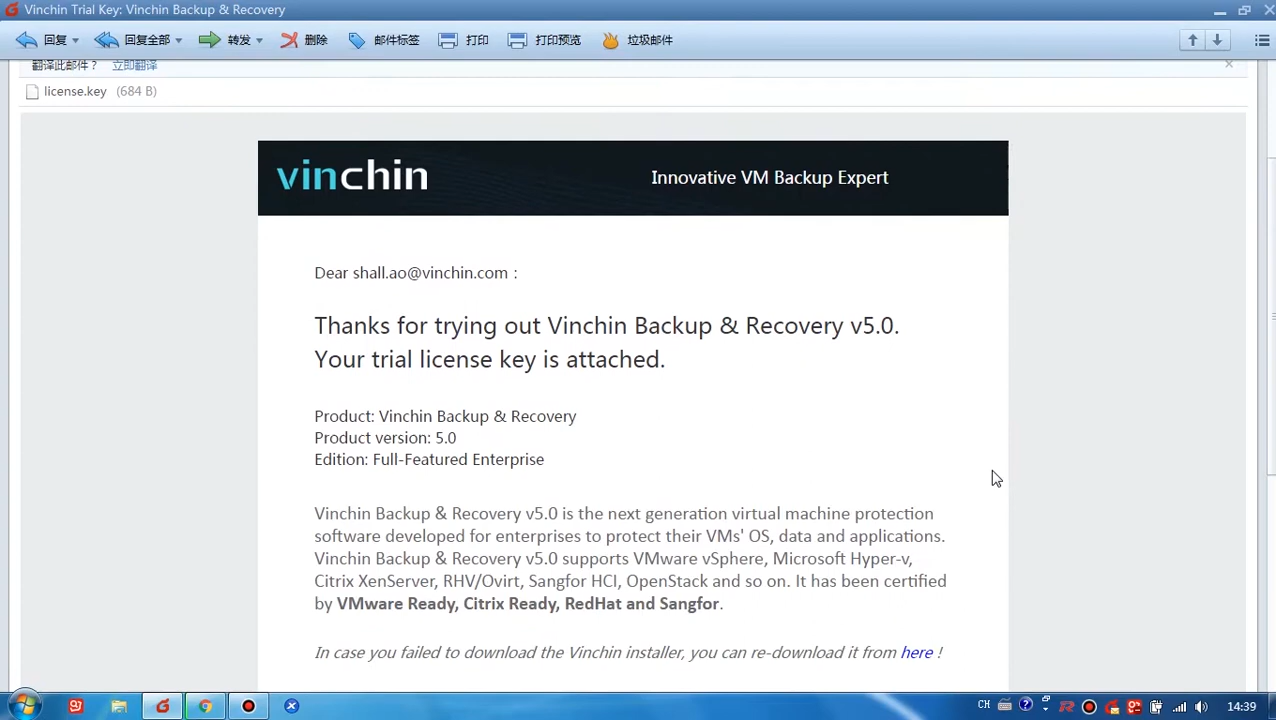 Vinchin Trial Key: Vinchin Backup & Recovery
回复 回复全部 转发 删除 邮件标签 打印 打印预览 垃圾邮件
翻译此邮件? 立即翻译
license.key (684 B)
vinchin Innovative VM Backup Expert
Dear shall.ao@vinchin.com :
Thanks for trying out Vinchin Backup & Recovery v5.0.
Your trial license key is attached.
Product: Vinchin Backup & Recovery
Product version: 5.0
Edition: Full-Featured Enterprise
Vinchin Backup & Recovery v5.0 is the next generation virtual machine protection
software developed for enterprises to protect their VMs' OS, data and applications.
Vinchin Backup & Recovery v5.0 supports VMware vSphere, Microsoft Hyper-v,
Citrix XenServer, RHV/Ovirt, Sangfor HCI, OpenStack and so on. It has been certified
by VMware Ready, Citrix Ready, RedHat and Sangfor.
In case you failed to download the Vinchin installer, you can re-download it from here !
CH 14:39